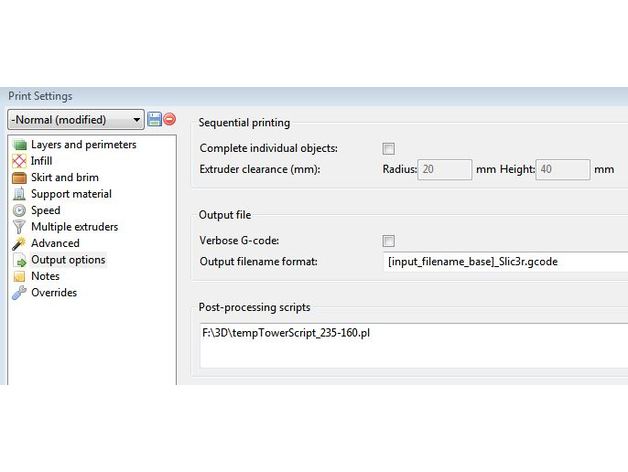 Print Settings
-Normal (modified)
Layers and perimeters
Infill
Skirt and brim
Support material
Speed
Multiple extruders
Advanced
Output options
Notes
Overrides
Sequential printing
Complete individual objects:
Extruder clearance (mm): Radius: 20 mm Height: 40 mm
Output file
Verbose G-code:
Output filename format: [input_filename_base]_Slic3r.gcode
Post-processing scripts
F:\3D\tempTowerScript_235-160.pl